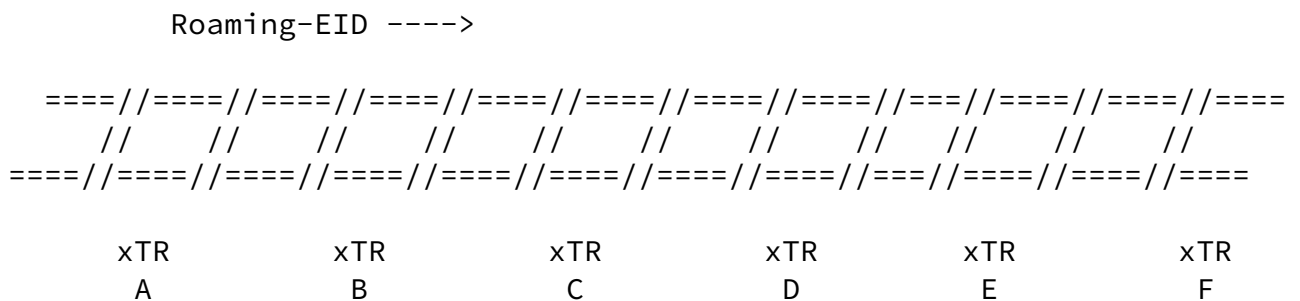 Roaming-EID ---->
====//====//====//====//====//====//====//====//===//====//====//====
// // // // // // // // // // //
====//====//====//====//====//====//====//====//===//====//====//====
xTR xTR xTR xTR xTR xTR
A B C D E F